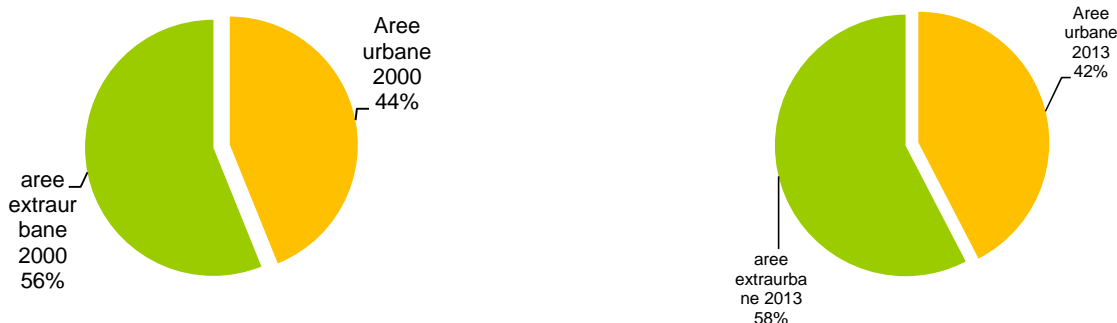 Aree
urbane
2000
44%
aree
extraur
bane
2000
56%
Aree
urbane
2013
42%
aree
extraurba
ne 2013
58%